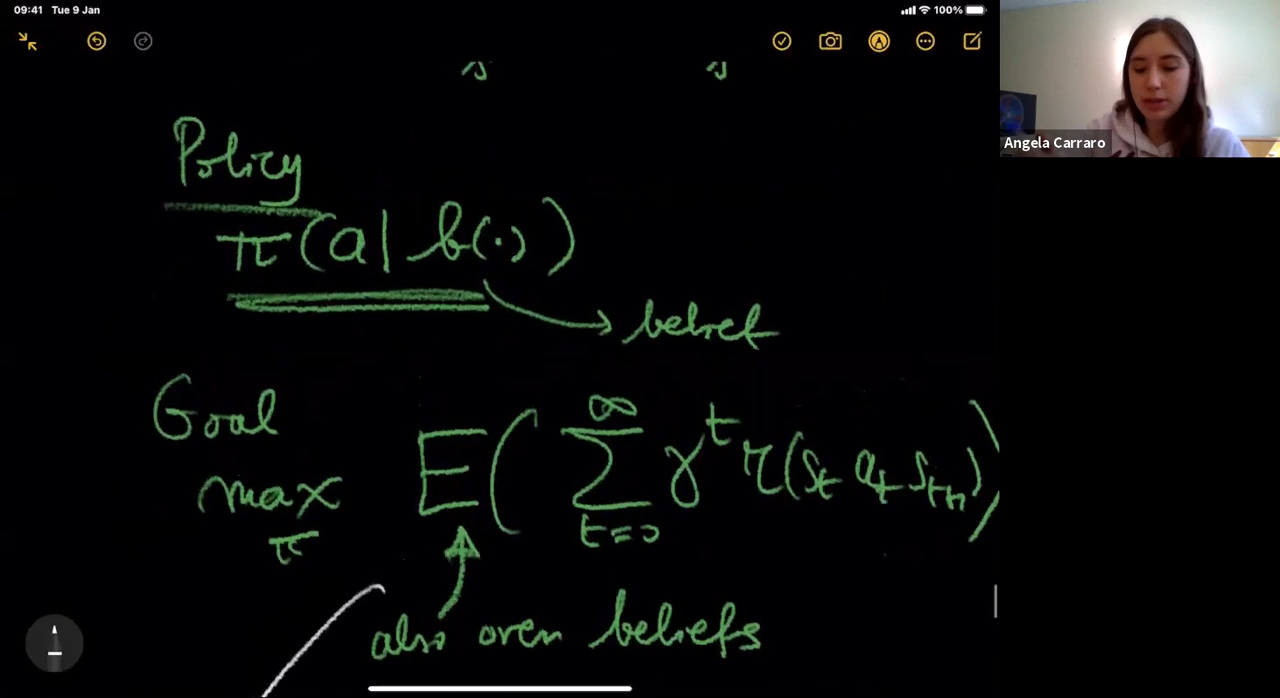 09:41 Tue 9 Jan
100%
Angela Carraro
Policy
π(a| b(·))
belief
Goal
max E( ∞ Σ t=0 γ^t r(s_t a_t s_t+1))
π
also over beliefs